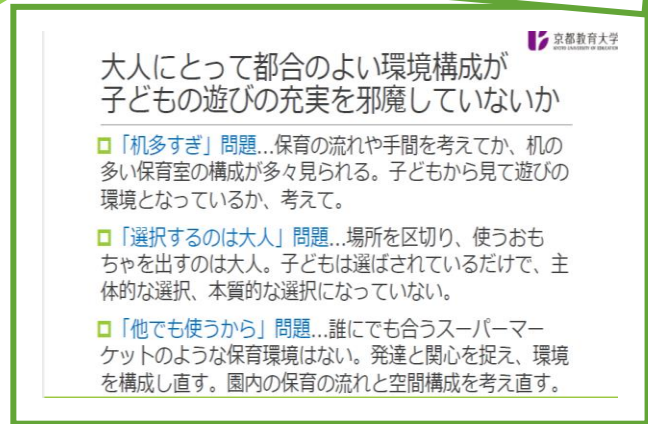 京都教育大学
KYOTO UNIVERSITY OF EDUCATION
大人にとって都合のよい環境構成が
子どもの遊びの充実を邪魔していないか
「机多すぎ」問題…保育の流れや手間を考えてか、机の
多い保育室の構成が多々見られる。子どもから見て遊びの
環境となっているか、考えて。
「選択するのは大人」問題…場所を区切り、使うおも
ちゃを出すのは大人。子どもは選ばされているだけで、主
体的な選択、本質的な選択になっていない。
「他でも使うから」問題…誰にでも合うスーパーマー
ケットのような保育環境はない。発達と関心を捉え、環境
を構成し直す。園内の保育の流れと空間構成を考え直す。